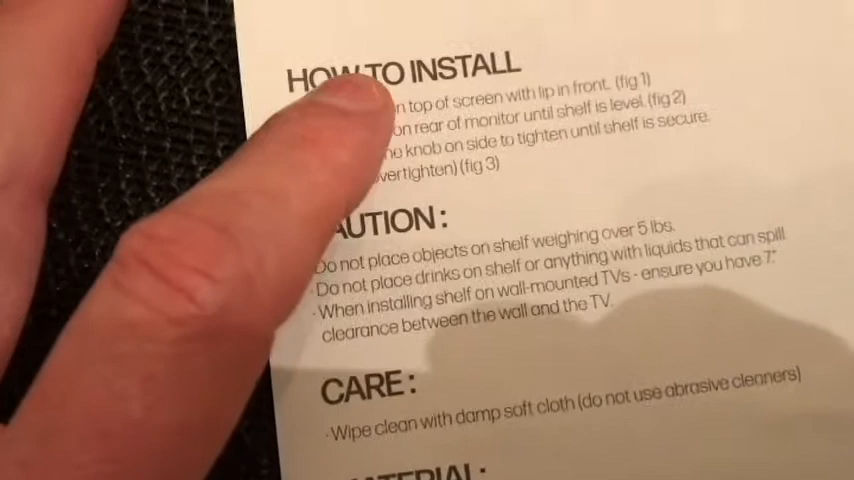 HOW TO INSTALL
on top of screen with lip in front. (fig 1)
on rear of monitor until shelf is level. (fig 2)
knob on side to tighten until shelf is secure.
(fig 3)
CAUTION:
Do not place objects on shelf weighing over 5 lbs.
· Do not place drinks on shelf or anything with liquids that can spill
· When installing shelf on wall-mounted TVs - ensure you have 7"
clearance between the wall and the TV.
CARE:
· Wipe clean with damp soft cloth (do not use abrasive cleaners)
MATERIAL: